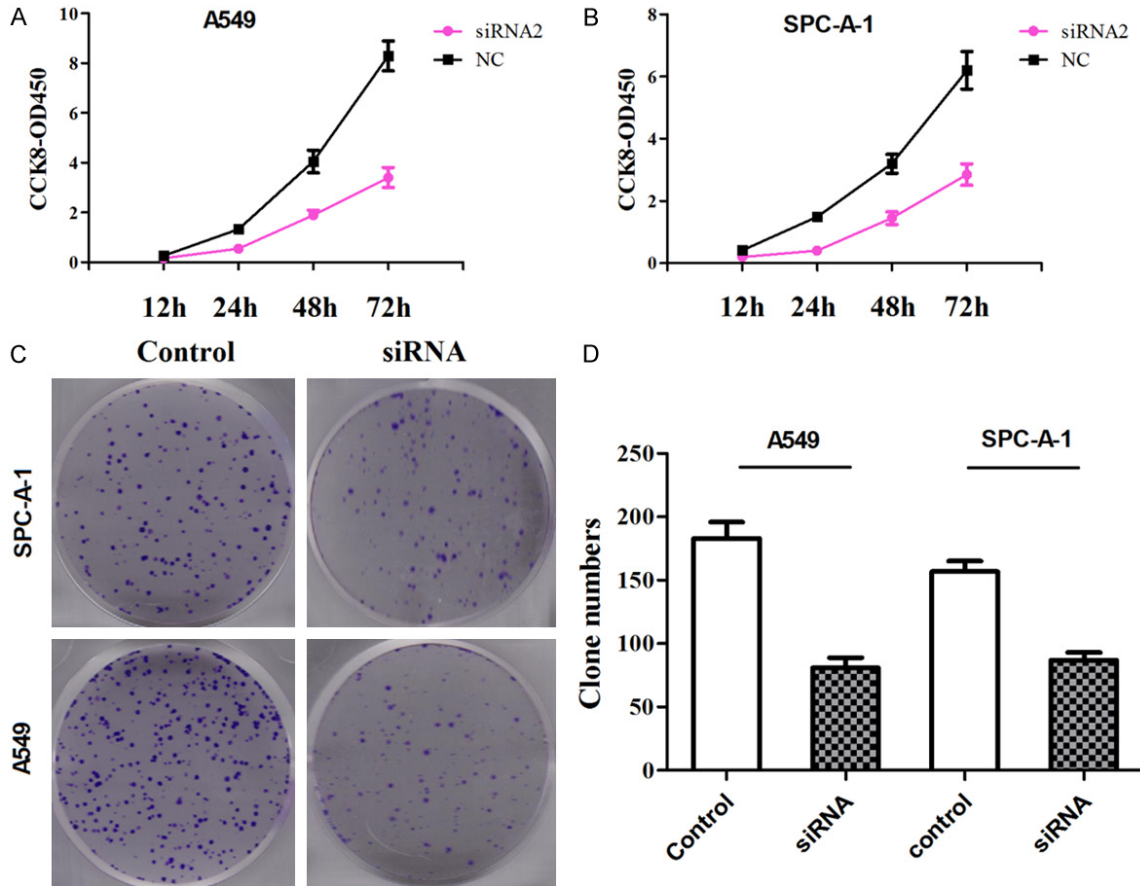 A
A549
10
8
6
4
2
0
CCK8-OD450
siRNA2
NC
12h 24h 48h 72h
B
SPC-A-1
8
6
4
2
0
CCK8-OD450
siRNA2
NC
12h 24h 48h 72h
C
Control siRNA
SPC-A-1
A549
D
A549 SPC-A-1
250
200
150
100
50
0
Clone numbers
Control siRNA control siRNA